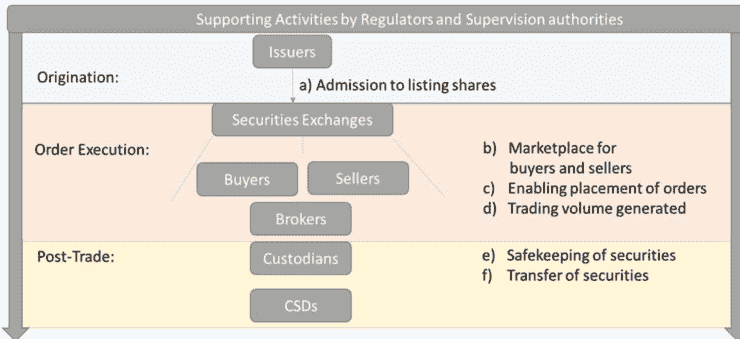 Supporting Activities by Regulators and Supervision authorities
Issuers
Origination:
a) Admission to listing shares
Securities Exchanges
Order Execution:
b) Marketplace for
buyers and sellers
Buyers
Sellers
c) Enabling placement of orders
d) Trading volume generated
Brokers
Post-Trade:
Custodians
e) Safekeeping of securities
f) Transfer of securities
CSDs